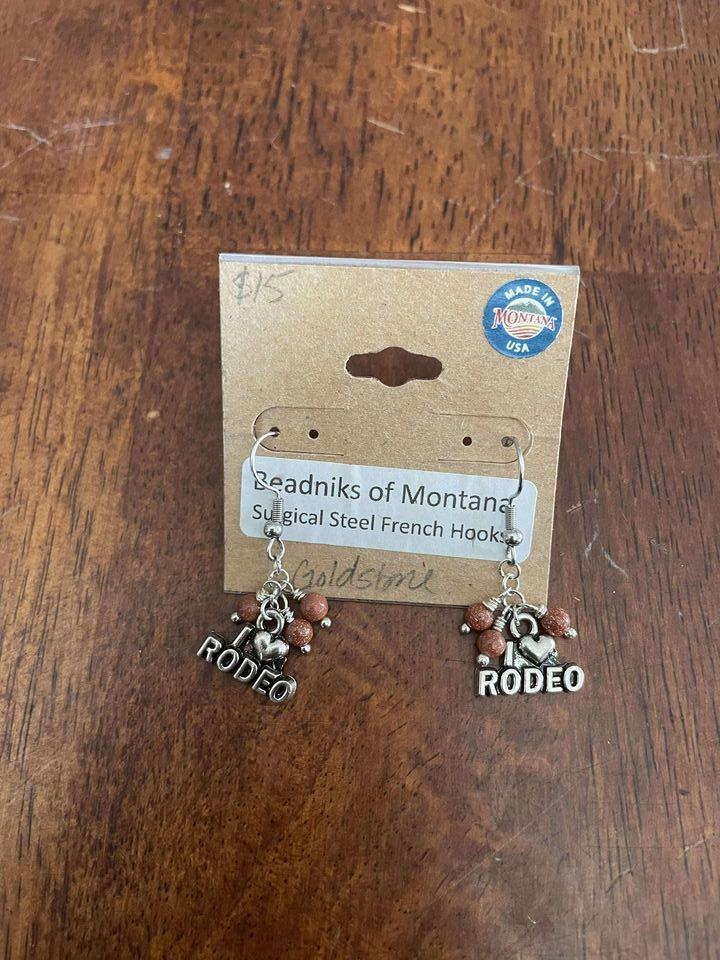 $15
MADE IN
MONTANA
USA
Beadniks of Montana
Surgical Steel French Hooks
Goldstone
I
RODEO
I
RODEO